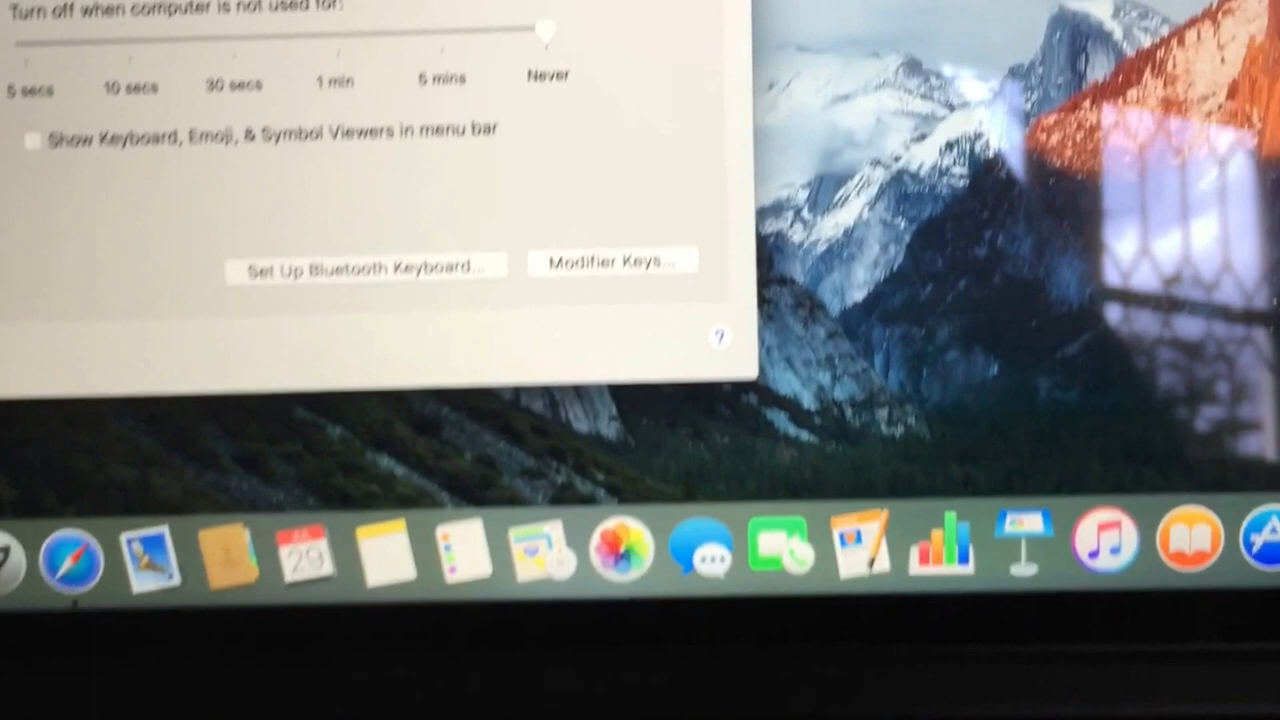 Turn off when computer is not used for:
5 secs 10 secs 30 secs 1 min 5 mins Never
Show Keyboard, Emoji, & Symbol Viewers in menu bar
Set Up Bluetooth Keyboard... Modifier Keys...
?
29